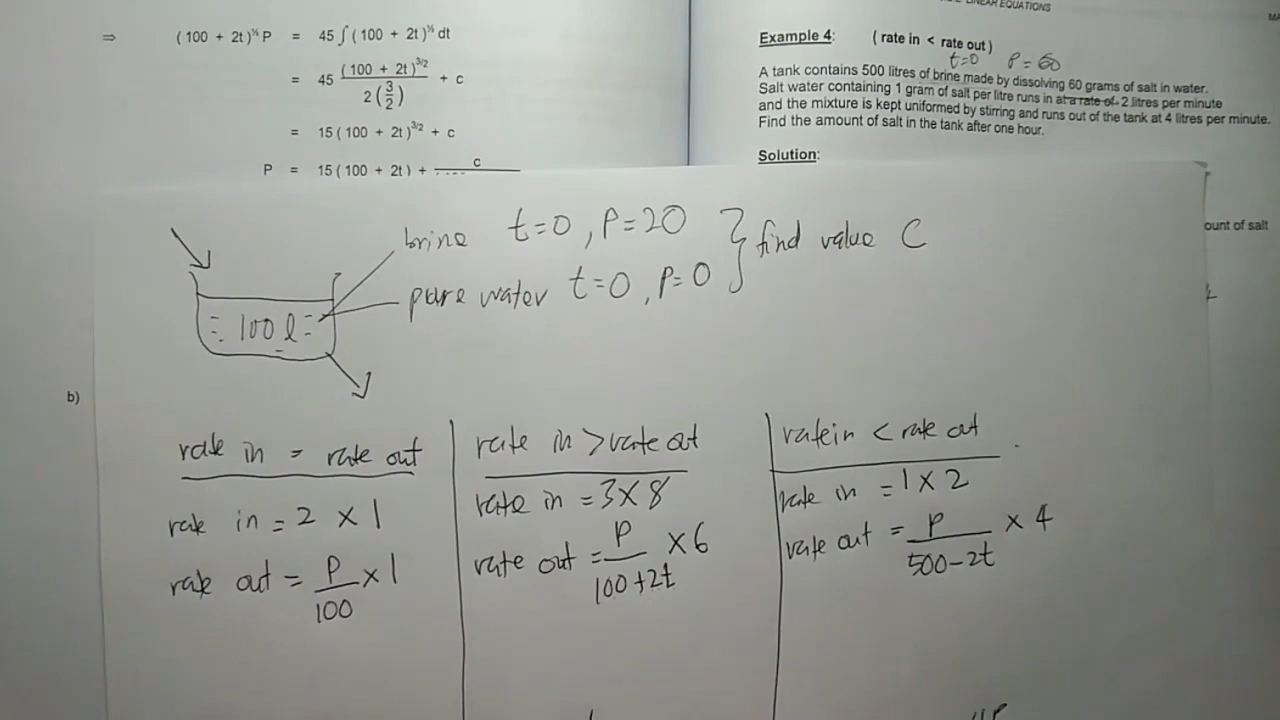 ⇒ (100 + 2t)^½ P = 45 ∫ (100 + 2t)^½ dt
= 45 (100 + 2t)^3/2 / 2(3/2) + c
= 15 (100 + 2t)^3/2 + c
P = 15 (100 + 2t) + c
LINEAR EQUATIONS
MA
Example 4: (rate in < rate out)
t=0 P=60
A tank contains 500 litres of brine made by dissolving 60 grams of salt in water.
Salt water containing 1 gram of salt per litre runs in at a rate of 2 litres per minute
and the mixture is kept uniformed by stirring and runs out of the tank at 4 litres per minute.
Find the amount of salt in the tank after one hour.
Solution:
ount of salt
brine t=0, P=20 } find value C
pure water t=0, P=0
100 l
b)
rate in = rate out
rate in = 2 X 1
rate out = P/100 X 1
rate in > rate out
rate in = 3 X 8
rate out = P/100+2t X 6
rate in < rate out
rate in = 1 X 2
rate out = P/500-2t X 4